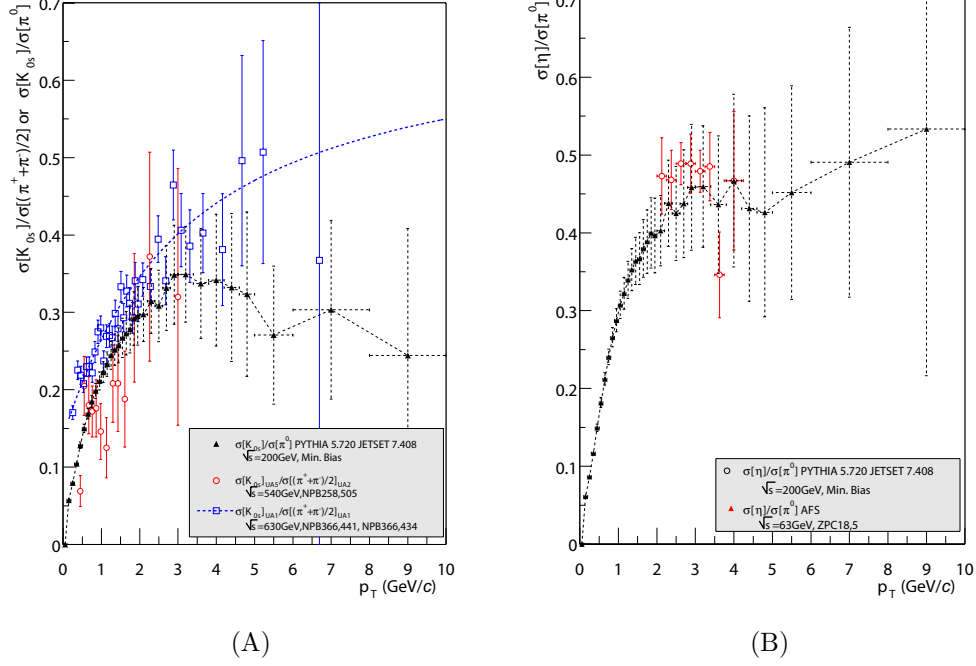 σ[K0s]/σ[(π+ +π-)/2] or σ[K0s]/σ[π0]
0.7
0.6
0.5
0.4
0.3
0.2
0.1
0
0 1 2 3 4 5 6 7 8 9 10
pT (GeV/c)
σ[K0s]/σ[π0] PYTHIA 5.720 JETSET 7.408
√s=200GeV, Min. Bias
σ[K0s]UA5/σ[(π+ +π-)/2]UA2
√s=540GeV,NPB258,505
σ[K0s]UA1/σ[(π+ +π-)/2]UA1
√s=630GeV,NPB366,441, NPB366,434
(A)
σ[η]/σ[π0]
0.7
0.6
0.5
0.4
0.3
0.2
0.1
0
0 1 2 3 4 5 6 7 8 9 10
pT (GeV/c)
σ[η]/σ[π0] PYTHIA 5.720 JETSET 7.408
√s=200GeV, Min. Bias
σ[η]/σ[π0] AFS
√s=63GeV, ZPC18,5
(B)